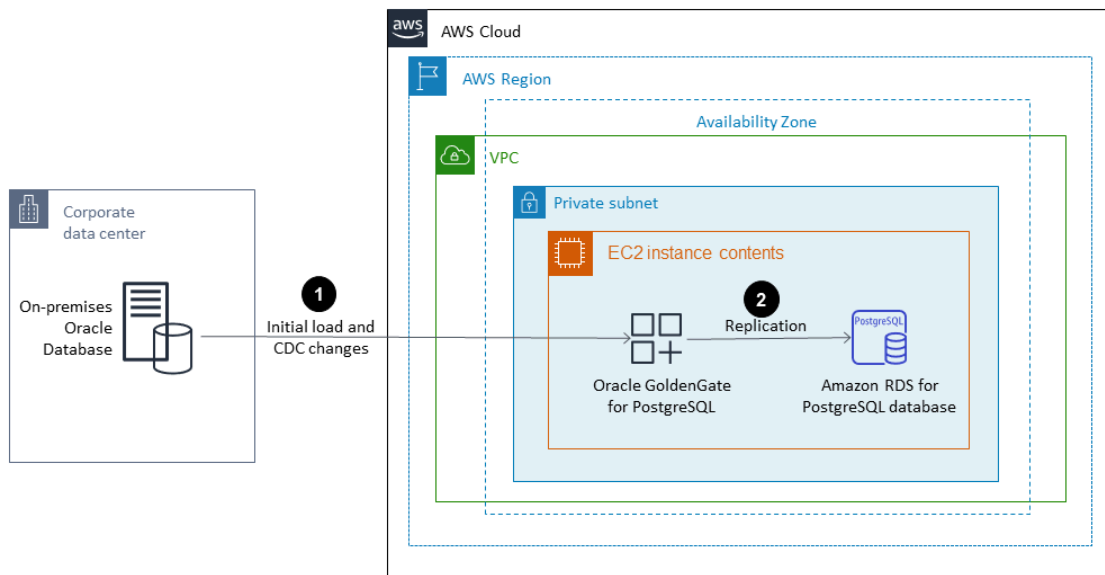 aws
AWS Cloud
AWS Region
Availability Zone
VPC
Private subnet
EC2 instance contents
Corporate
data center
On-premises
Oracle
Database
1
Initial load and
CDC changes
2
Replication
PostgreSQL
Oracle GoldenGate
for PostgreSQL
Amazon RDS for
PostgreSQL database